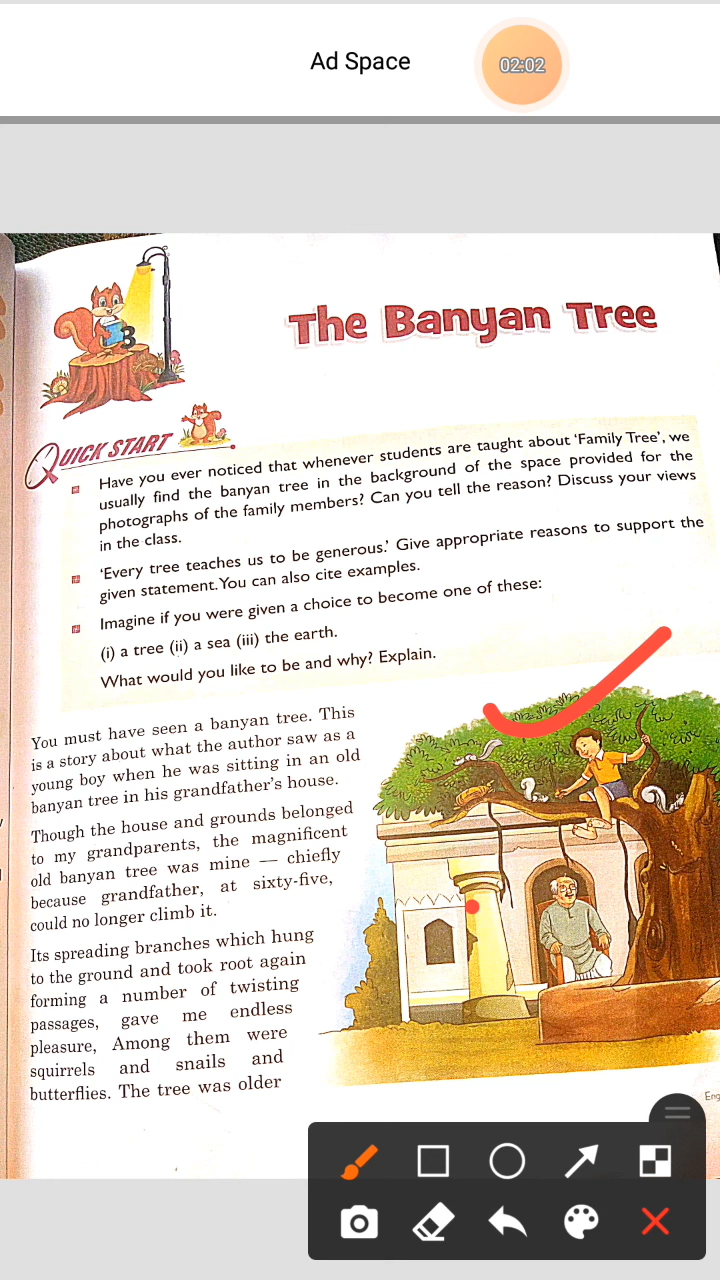 Ad Space
02:02
3
The Banyan Tree
QUICK START
Have you ever noticed that whenever students are taught about 'Family Tree', we
usually find the banyan tree in the background of the space provided for the
photographs of the family members? Can you tell the reason? Discuss your views
in the class.
'Every tree teaches us to be generous.' Give appropriate reasons to support the
given statement. You can also cite examples.
Imagine if you were given a choice to become one of these:
(i) a tree (ii) a sea (iii) the earth.
What would you like to be and why? Explain.
You must have seen a banyan tree. This
is a story about what the author saw as a
young boy when he was sitting in an old
banyan tree in his grandfather's house.
Though the house and grounds belonged
to my grandparents, the magnificent
old banyan tree was mine — chiefly
because grandfather, at sixty-five,
could no longer climb it.
Its spreading branches which hung
to the ground and took root again
forming a number of twisting
passages, gave me endless
pleasure, Among them were
squirrels and snails and
butterflies. The tree was older
Eng